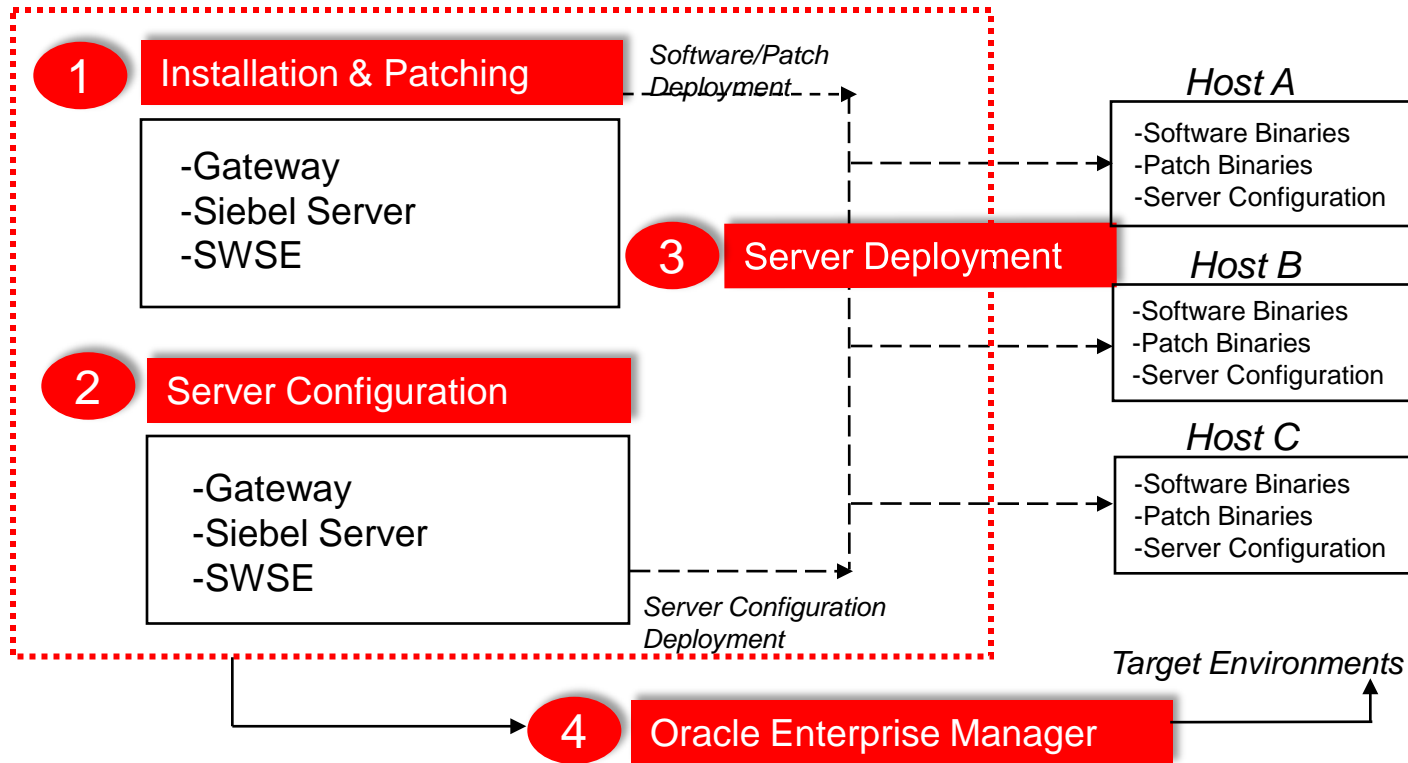 1
Installation & Patching
Software/Patch
Deployment
-Gateway
-Siebel Server
-SWSE
Host A
-Software Binaries
-Patch Binaries
-Server Configuration
3
Server Deployment
Host B
-Software Binaries
-Patch Binaries
-Server Configuration
2
Server Configuration
-Gateway
-Siebel Server
-SWSE
Host C
-Software Binaries
-Patch Binaries
-Server Configuration
Server Configuration
Deployment
Target Environments
4
Oracle Enterprise Manager